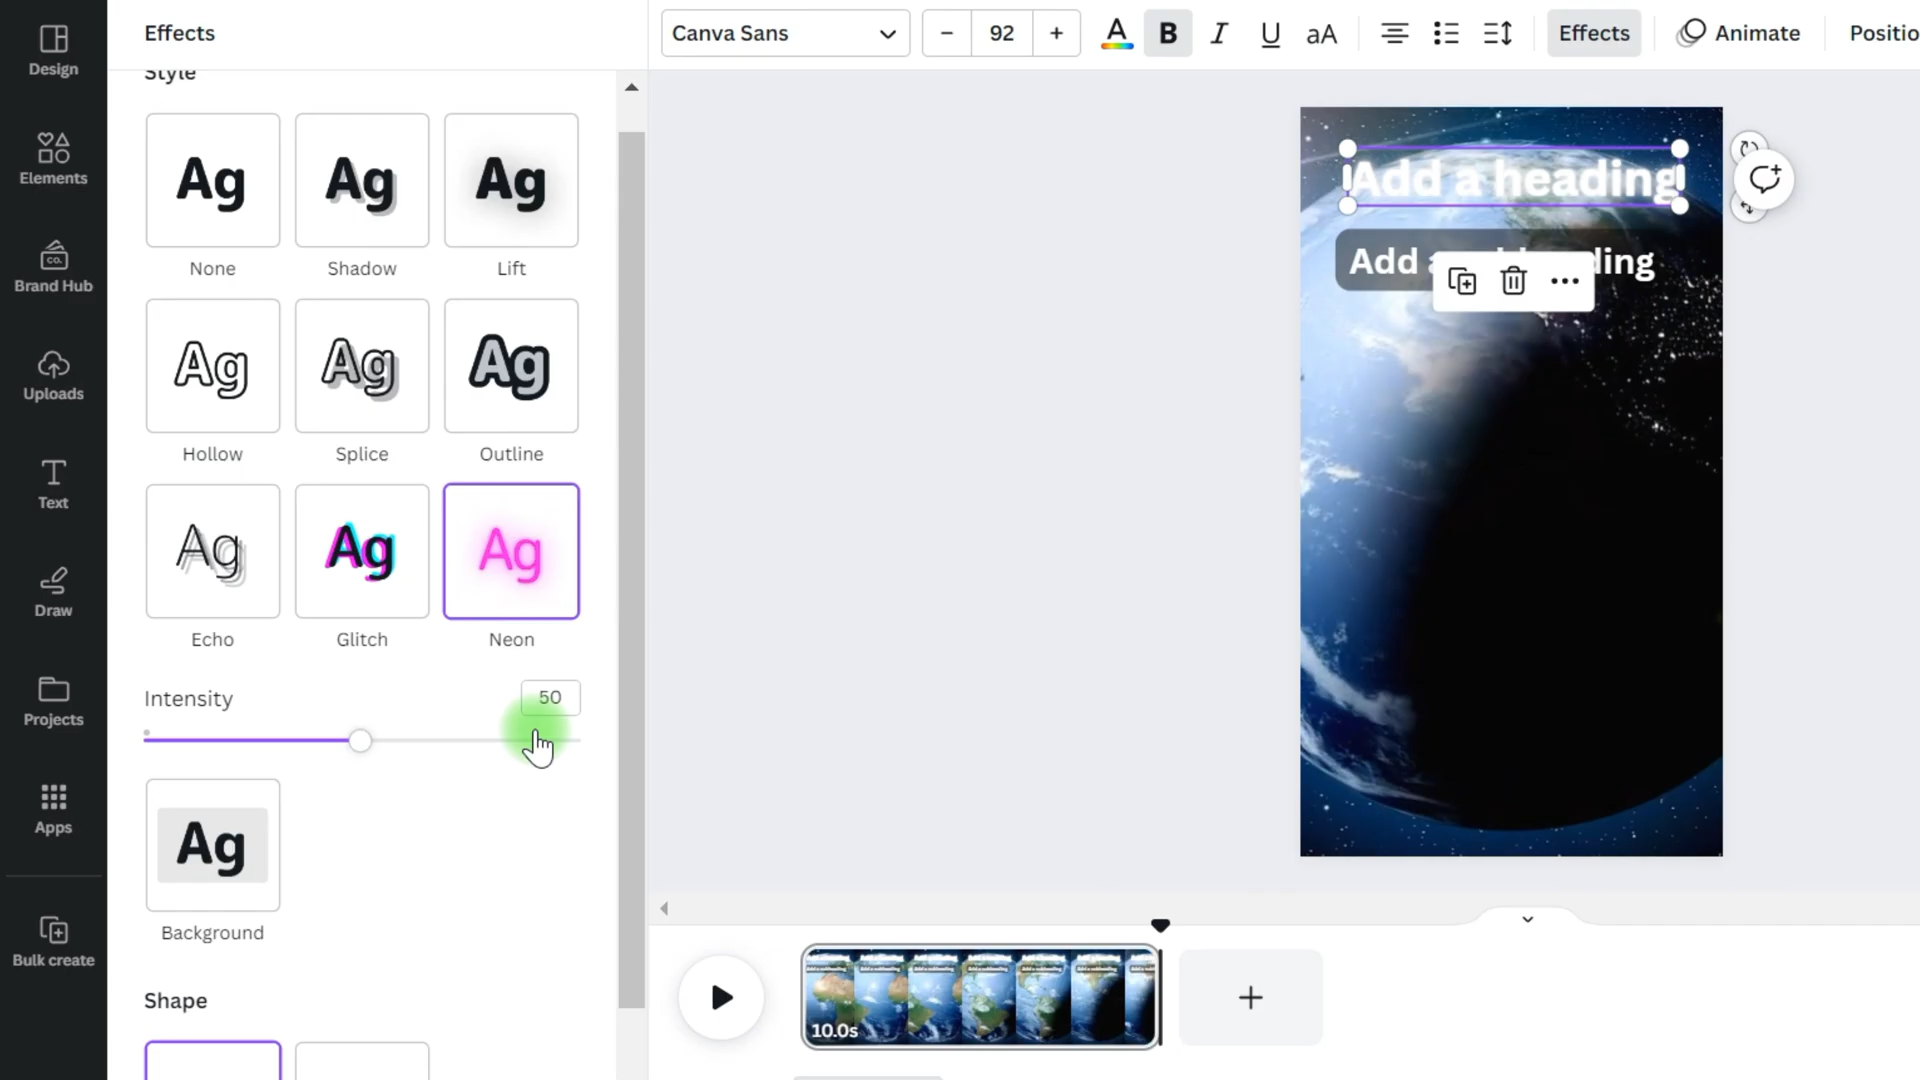 Design
Elements
Brand Hub
Uploads
Text
Draw
Projects
Apps
Bulk create
Effects
Style
Ag
None
Ag
Shadow
Ag
Lift
Ag
Hollow
Ag
Splice
Ag
Outline
Ag
Echo
Ag
Glitch
Ag
Neon
Intensity
50
Ag
Background
Shape
Canva Sans
92
A
B
I
U
aA
Effects
Animate
Positio
Add a heading
Add a
ding
10.0s